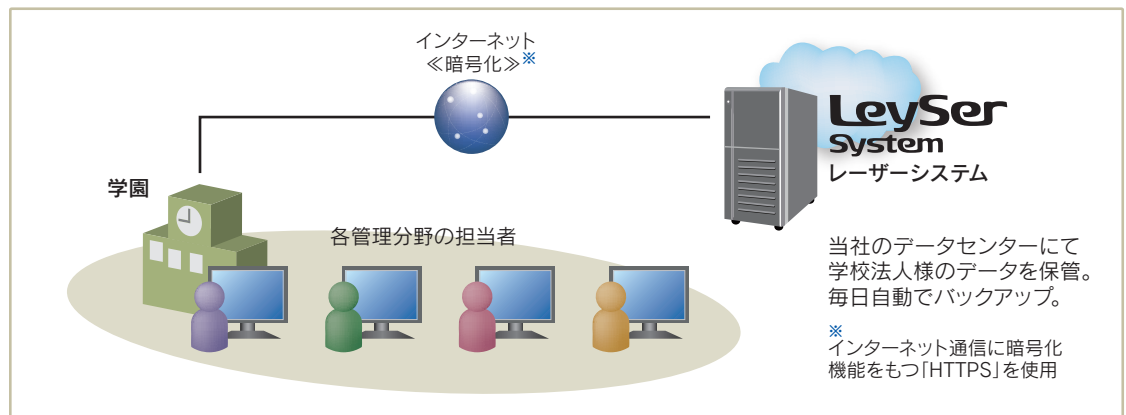 インターネット
≪暗号化≫※
LeySer
System
レーザーシステム
学園
各管理分野の担当者
当社のデータセンターにて
学校法人様のデータを保管。
毎日自動でバックアップ。
※
インターネット通信に暗号化
機能をもつ「HTTPS」を使用